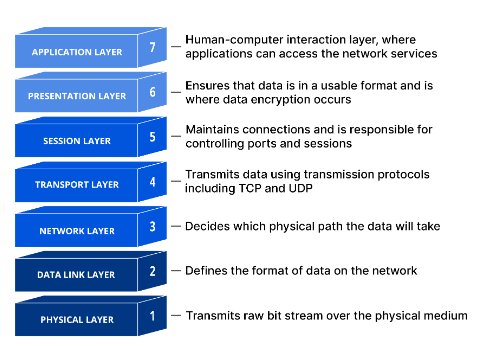 APPLICATION LAYER 7
Human-computer interaction layer, where
applications can access the network services
PRESENTATION LAYER 6
Ensures that data is in a usable format and is
where data encryption occurs
SESSION LAYER 5
Maintains connections and is responsible for
controlling ports and sessions
TRANSPORT LAYER 4
Transmits data using transmission protocols
including TCP and UDP
NETWORK LAYER 3
Decides which physical path the data will take
DATA LINK LAYER 2
Defines the format of data on the network
PHYSICAL LAYER 1
Transmits raw bit stream over the physical medium